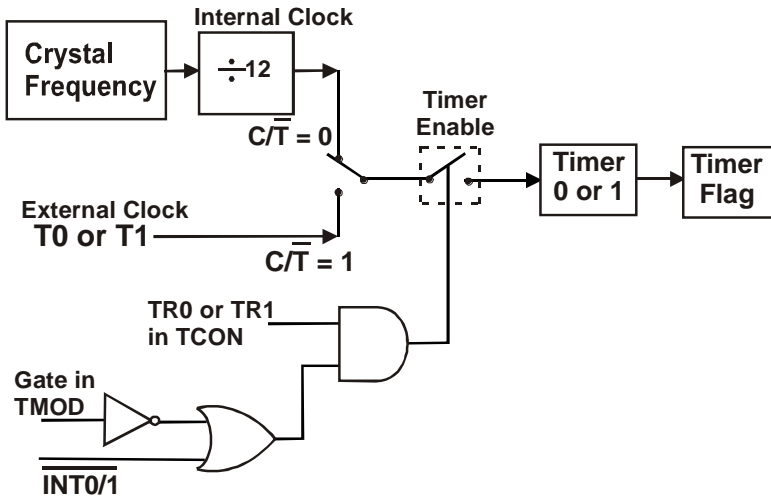 Internal Clock
Crystal
Frequency
÷12
C/T̅ = 0
Timer
Enable
Timer
0 or 1
Timer
Flag
External Clock
T0 or T1
C/T̅ = 1
TR0 or TR1
in TCON
Gate in
TMOD
I̅N̅T̅0̅/̅1̅